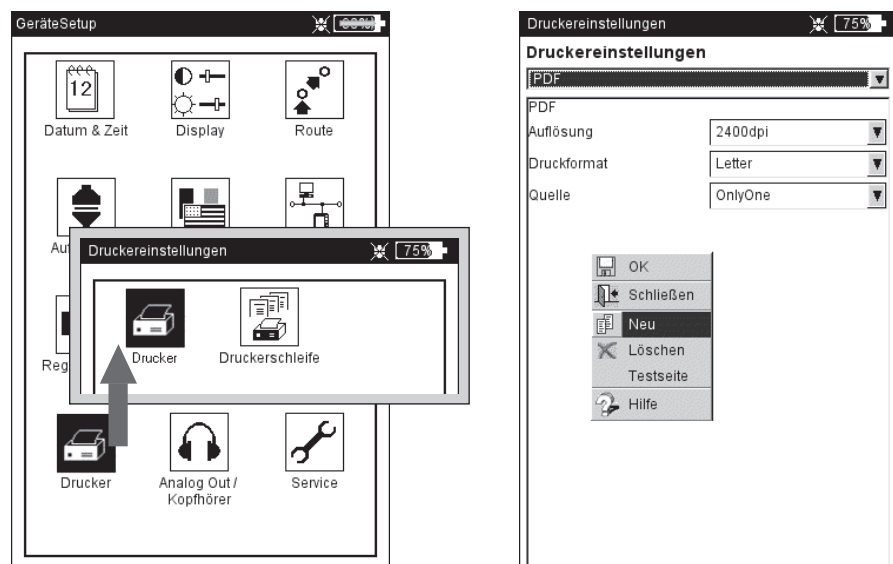 GeräteSetup
12
Datum & Zeit
Display
Route
Au
Druckereinstellungen
75%
Drucker
Druckerschleife
Reg
Drucker
Analog Out /
Kopfhörer
Service
Druckereinstellungen
75%
Druckereinstellungen
PDF
PDF
Auflösung
2400dpi
Druckformat
Letter
Quelle
OnlyOne
OK
Schließen
Neu
Löschen
Testseite
Hilfe